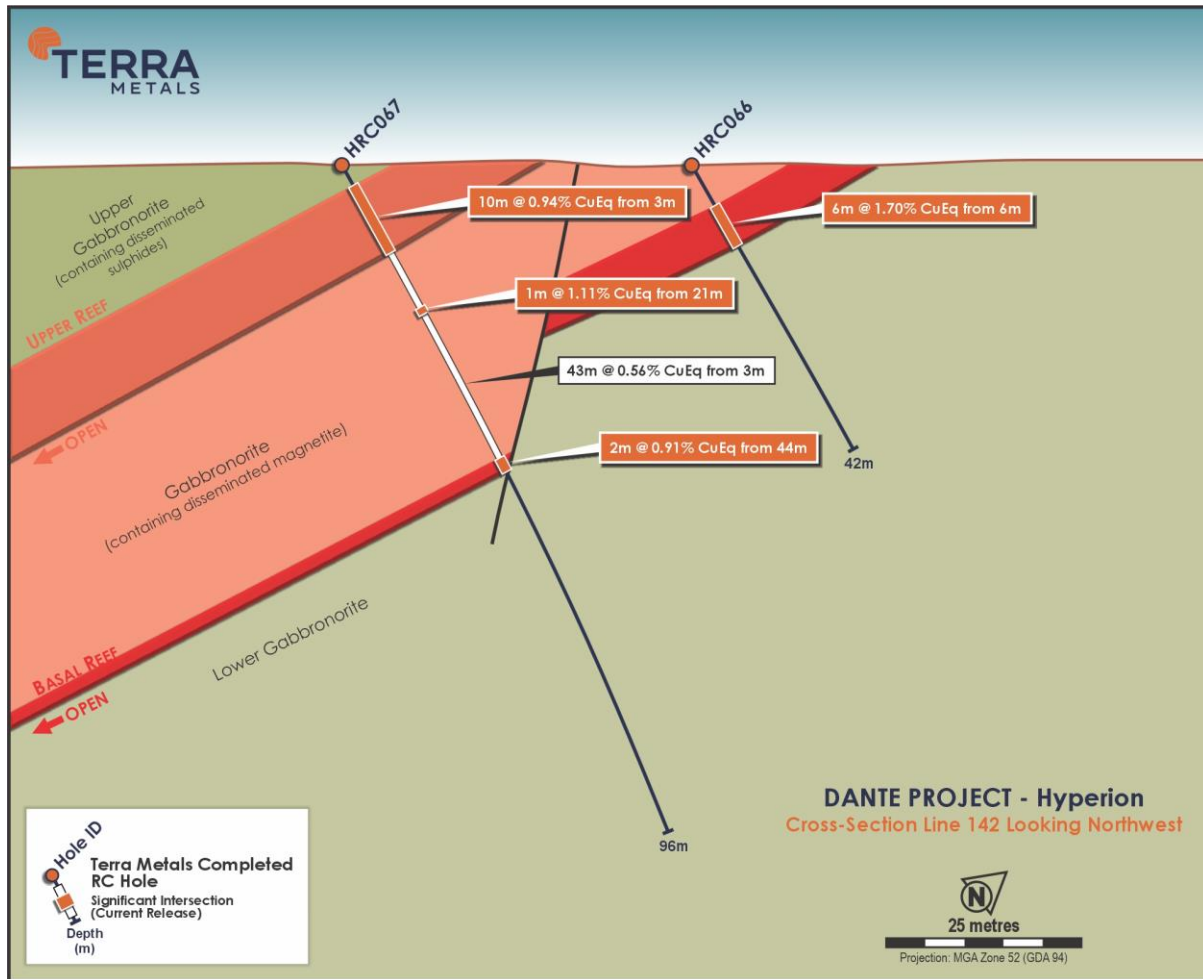 TERRA
METALS
HRC067
HRC066
Upper
Gabbronorite
(containing disseminated
sulphides)
10m @ 0.94% CuEq from 3m
6m @ 1.70% CuEq from 6m
1m @ 1.11% CuEq from 21m
UPPER REEF
43m @ 0.56% CuEq from 3m
OPEN
Gabbronorite
(containing disseminated magnetite)
2m @ 0.91% CuEq from 44m
42m
Lower Gabbronorite
BASAL REEF
OPEN
96m
DANTE PROJECT - Hyperion
Cross-Section Line 142 Looking Northwest
Hole ID
Terra Metals Completed
RC Hole
Significant Intersection
(Current Release)
Depth
(m)
N
25 metres
Projection: MGA Zone 52 (GDA 94)